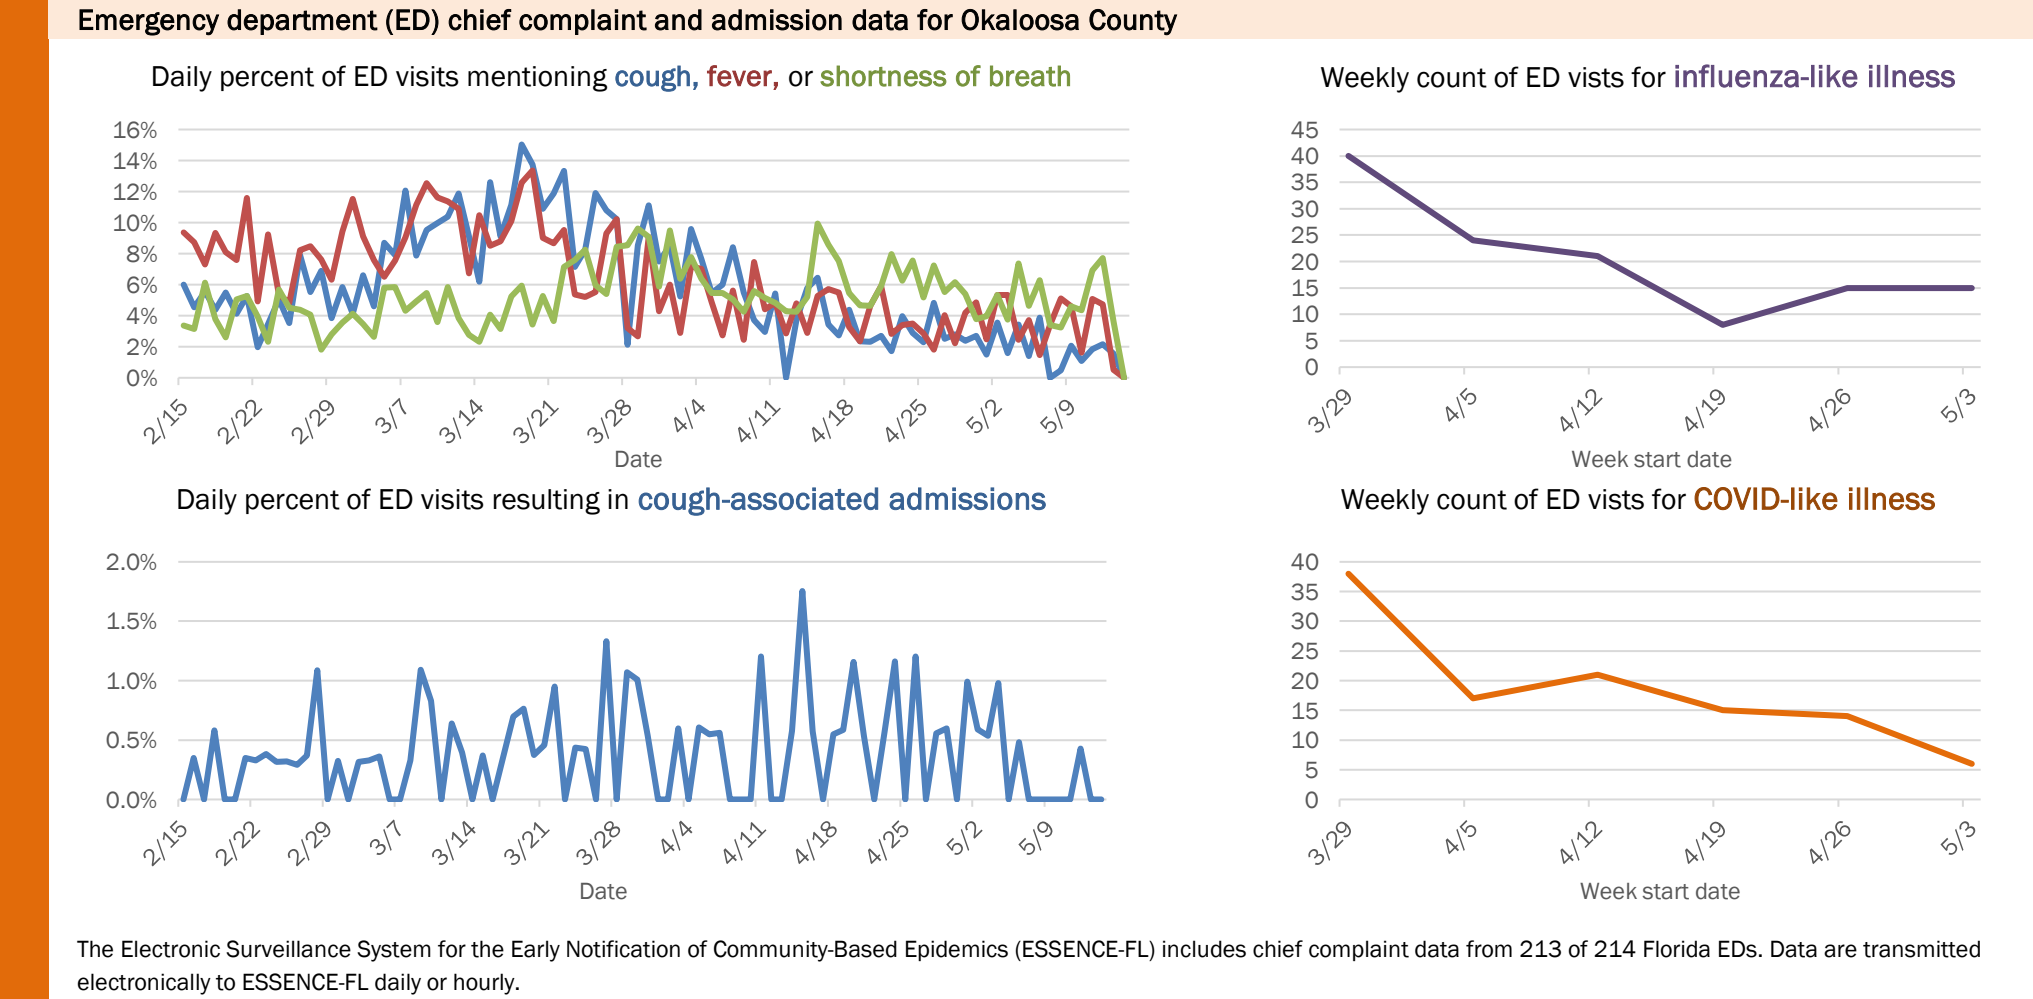 Emergency department (ED) chief complaint and admission data for Okaloosa County
Daily percent of ED visits mentioning cough, fever, or shortness of breath
16%
14%
12%
10%
8%
6%
4%
2%
0%
2/15 2/22 2/29 3/7 3/14 3/21 3/28 4/4 4/11 4/18 4/25 5/2 5/9
Date
Weekly count of ED vists for influenza-like illness
45
40
35
30
25
20
15
10
5
0
3/29 4/5 4/12 4/19 4/26 5/3
Week start date
Daily percent of ED visits resulting in cough-associated admissions
2.0%
1.5%
1.0%
0.5%
0.0%
2/15 2/22 2/29 3/7 3/14 3/21 3/28 4/4 4/11 4/18 4/25 5/2 5/9
Date
Weekly count of ED vists for COVID-like illness
40
35
30
25
20
15
10
5
0
3/29 4/5 4/12 4/19 4/26 5/3
Week start date
The Electronic Surveillance System for the Early Notification of Community-Based Epidemics (ESSENCE-FL) includes chief complaint data from 213 of 214 Florida EDs. Data are transmitted
electronically to ESSENCE-FL daily or hourly.